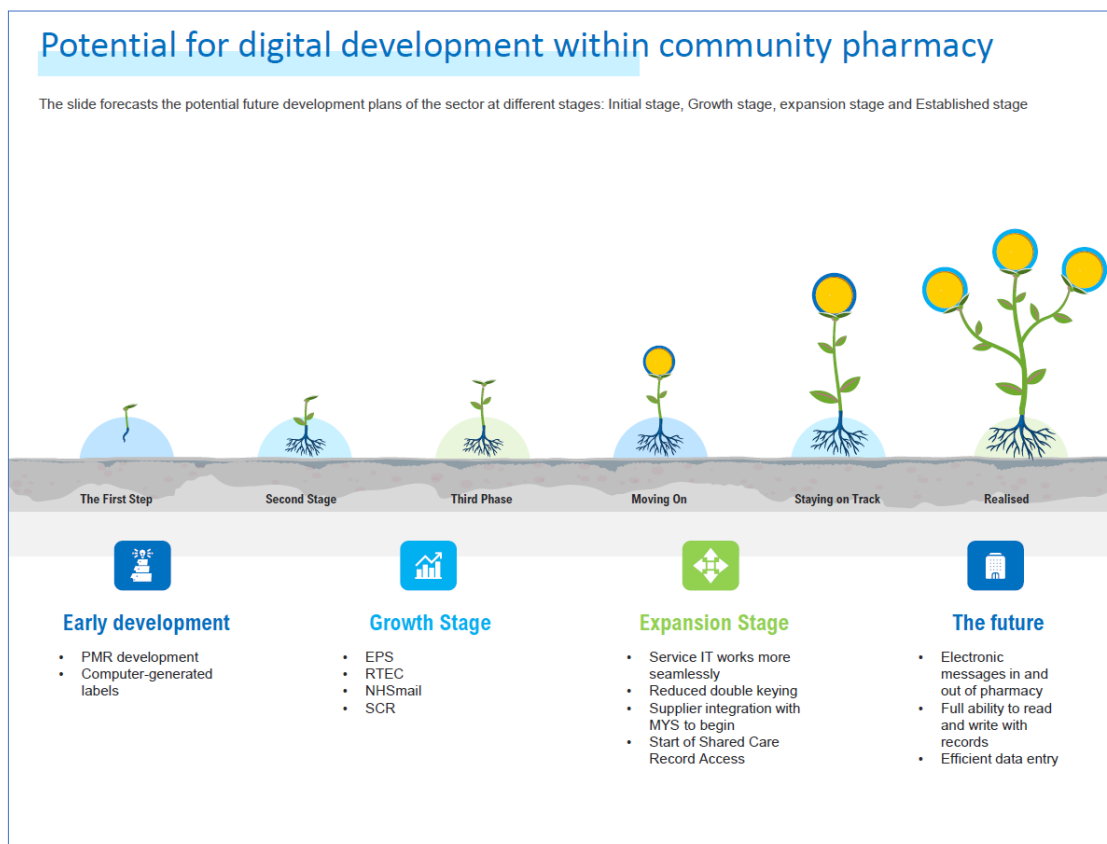 Potential for digital development within community pharmacy
The slide forecasts the potential future development plans of the sector at different stages: Initial stage, Growth stage, expansion stage and Established stage
The First Step
Second Stage
Third Phase
Moving On
Staying on Track
Realised
Early development
• PMR development
• Computer-generated
labels
Growth Stage
• EPS
• RTEC
• NHSmail
• SCR
Expansion Stage
• Service IT works more
seamlessly
• Reduced double keying
• Supplier integration with
MYS to begin
• Start of Shared Care
Record Access
The future
• Electronic
messages in and
out of pharmacy
• Full ability to read
and write with
records
• Efficient data entry